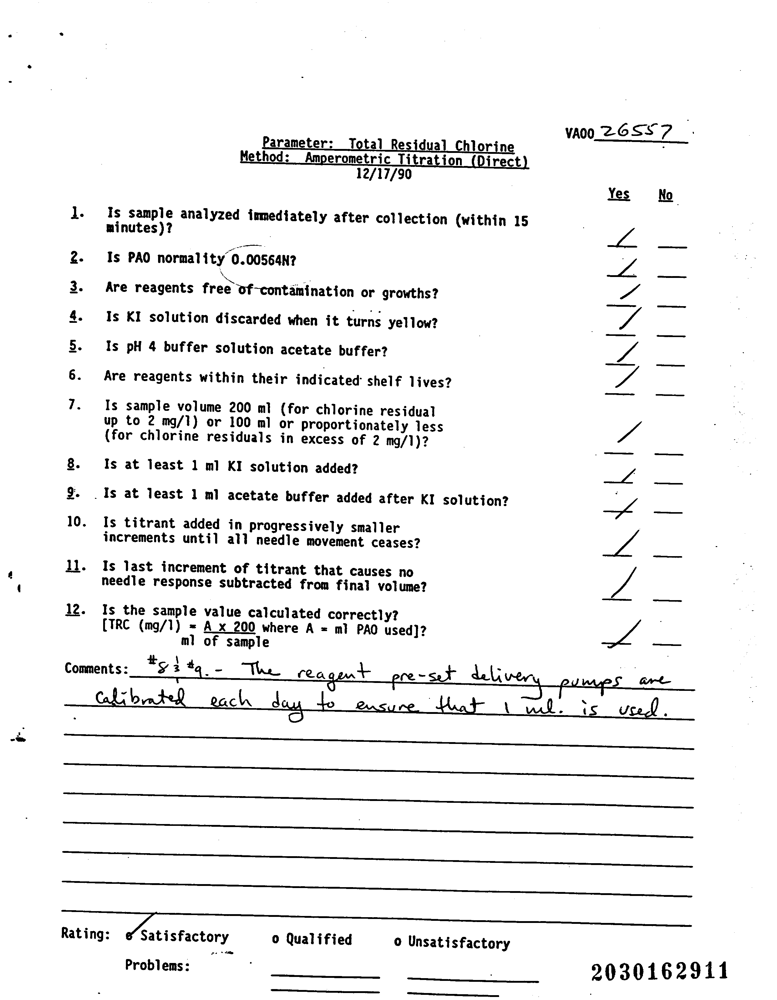 VA00 26557
Parameter: Total Residual Chlorine
Method: Amperometric Titration (Direct)
12/17/90
Yes No
1. Is sample analyzed immediately after collection (within 15
minutes)?
2. Is PAO normality 0.00564N?
3. Are reagents free of contamination or growths?
4. Is KI solution discarded when it turns yellow?
5. Is pH 4 buffer solution acetate buffer?
6. Are reagents within their indicated shelf lives?
7. Is sample volume 200 ml (for chlorine residual
up to 2 mg/l) or 100 ml or proportionately less
(for chlorine residuals in excess of 2 mg/l)?
8. Is at least 1 ml KI solution added?
9. Is at least 1 ml acetate buffer added after KI solution?
10. Is titrant added in progressively smaller
increments until all needle movement ceases?
11. Is last increment of titrant that causes no
needle response subtracted from final volume?
12. Is the sample value calculated correctly?
[TRC (mg/l) = A x 200 where A = ml PAO used]?
ml of sample
Comments: #8 & #9. - The reagent pre-set delivery pumps are
calibrated each day to ensure that 1 ml. is used.
Rating: o Satisfactory o Qualified o Unsatisfactory
Problems:
2030162911